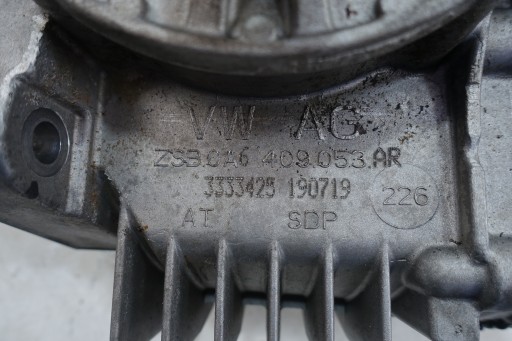 VW AG
ZSB.0A6 409.053.AR
3333425 190719
226
AT SDP